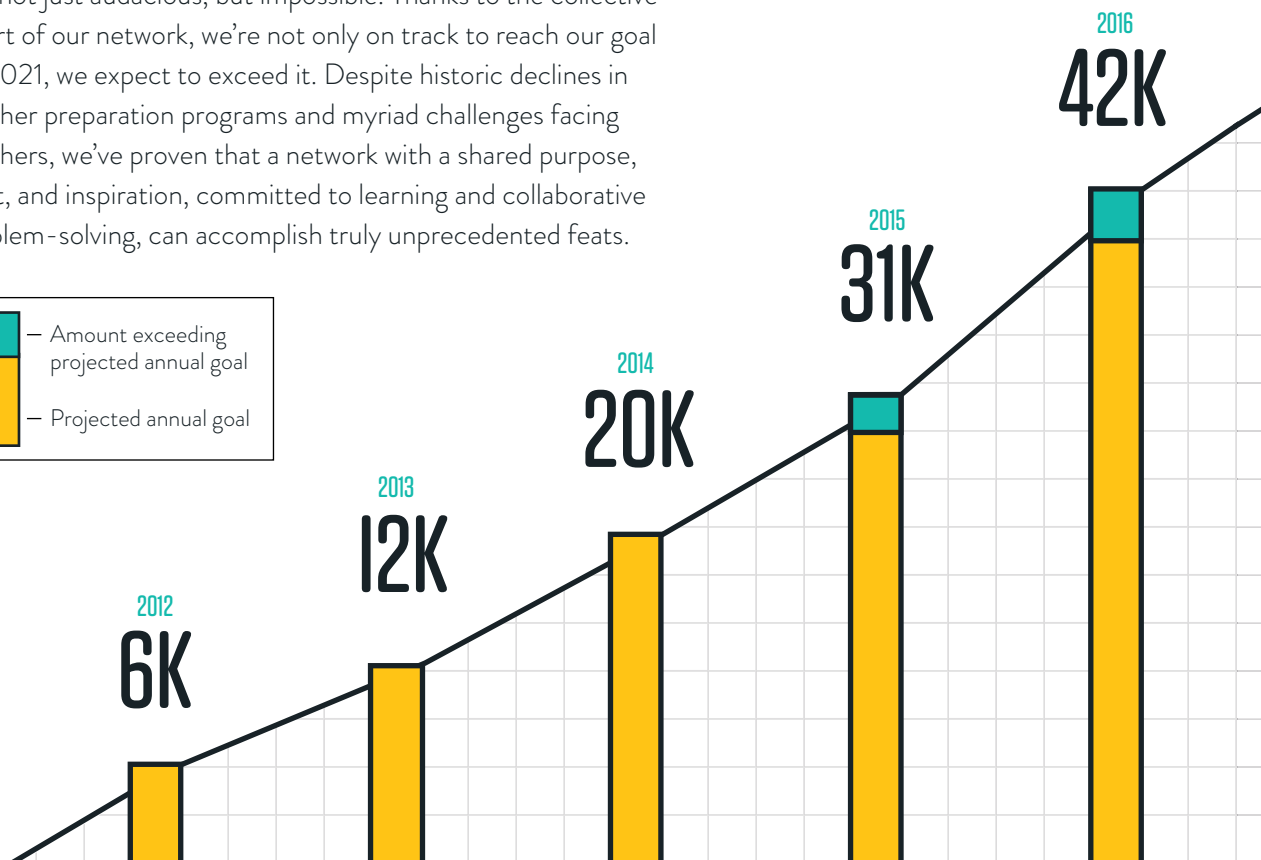 not just audacious, but impossible. Thanks to the collective
rt of our network, we’re not only on track to reach our goal
021, we expect to exceed it. Despite historic declines in
her preparation programs and myriad challenges facing
hers, we’ve proven that a network with a shared purpose,
t, and inspiration, committed to learning and collaborative
lem-solving, can accomplish truly unprecedented feats.
Amount exceeding
projected annual goal
Projected annual goal
2012
6K
2013
12K
2014
20K
2015
31K
2016
42K